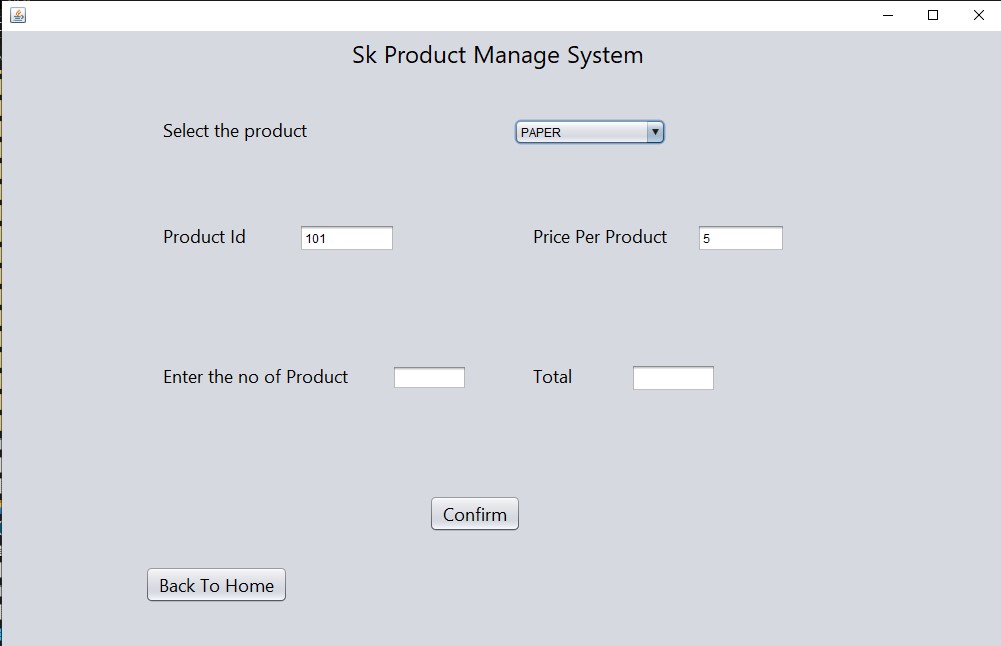 Sk Product Manage System
Select the product PAPER
Product Id 101 Price Per Product 5
Enter the no of Product Total
Confirm
Back To Home